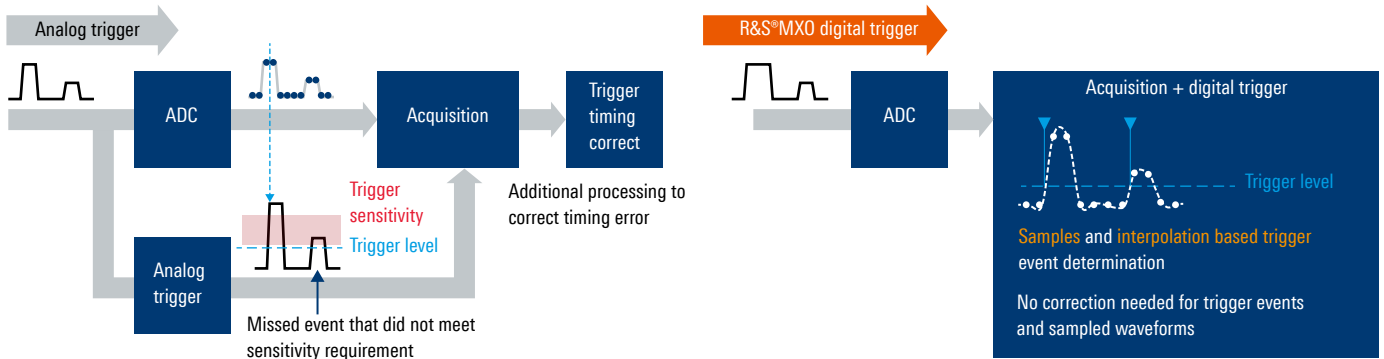 Analog trigger
ADC
Acquisition
Trigger
timing
correct
Additional processing to
correct timing error
Trigger
sensitivity
Trigger level
Analog
trigger
Missed event that did not meet
sensitivity requirement
R&S®MXO digital trigger
ADC
Acquisition + digital trigger
Trigger level
Samples and interpolation based trigger
event determination
No correction needed for trigger events
and sampled waveforms